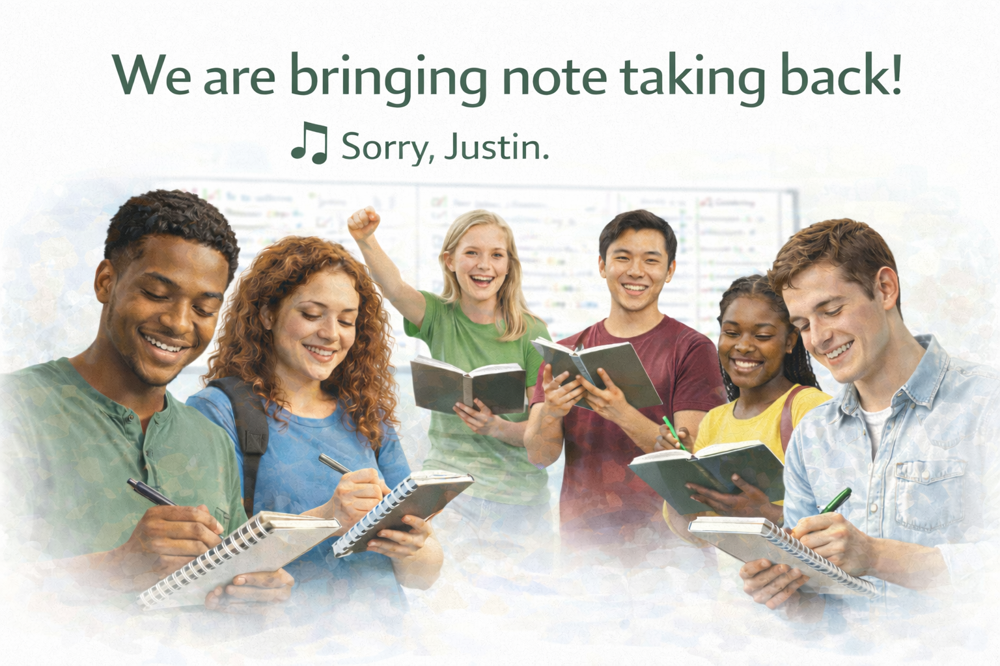 We are bringing note taking back!
♫ Sorry, Justin.